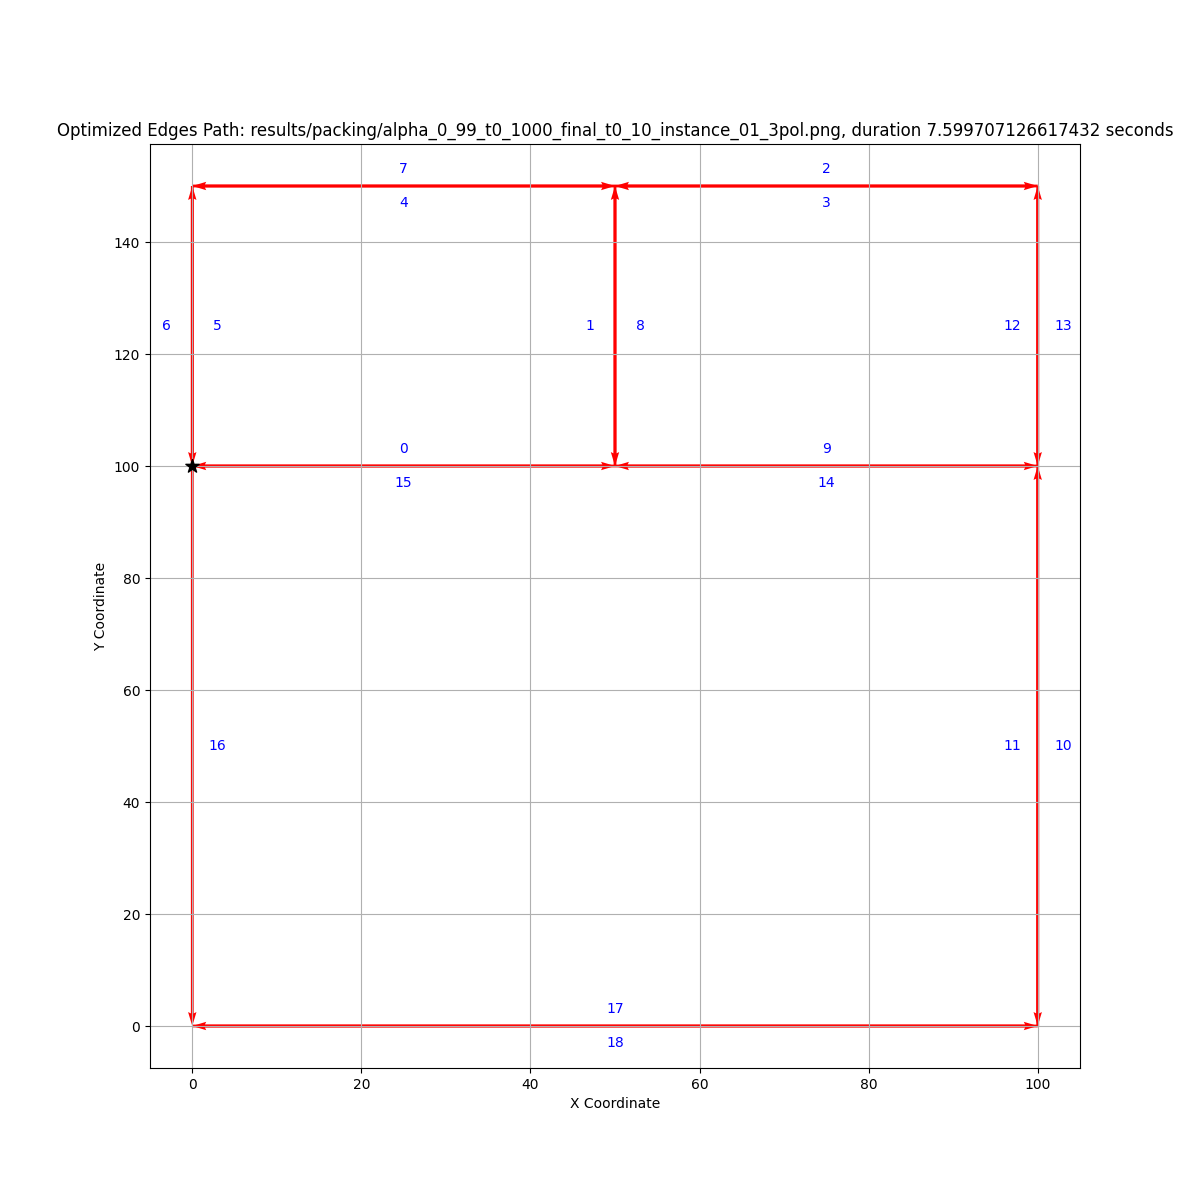 Optimized Edges Path: results/packing/alpha_0_99_t0_1000_final_t0_10_instance_01_3pol.png, duration 7.599707126617432 seconds
7 2
4 3
140
6 5 1 8 12 13
120
0 9
100
15 14
80
Y Coordinate
60
16 11 10
40
20
17
0
18
0 20 40 60 80 100
X Coordinate